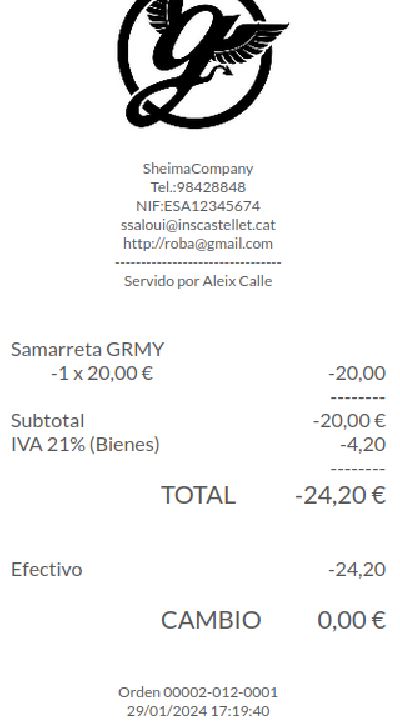 g
SheimaCompany
Tel.:98428848
NIF:ESA12345674
ssaloui@inscastellet.cat
http://roba@gmail.com
--------------------------------
Servido por Aleix Calle
Samarreta GRMY
-1 x 20,00 € -20,00
--------
Subtotal -20,00 €
IVA 21% (Bienes) -4,20
--------
TOTAL -24,20 €
Efectivo -24,20
CAMBIO 0,00 €
Orden 00002-012-0001
29/01/2024 17:19:40